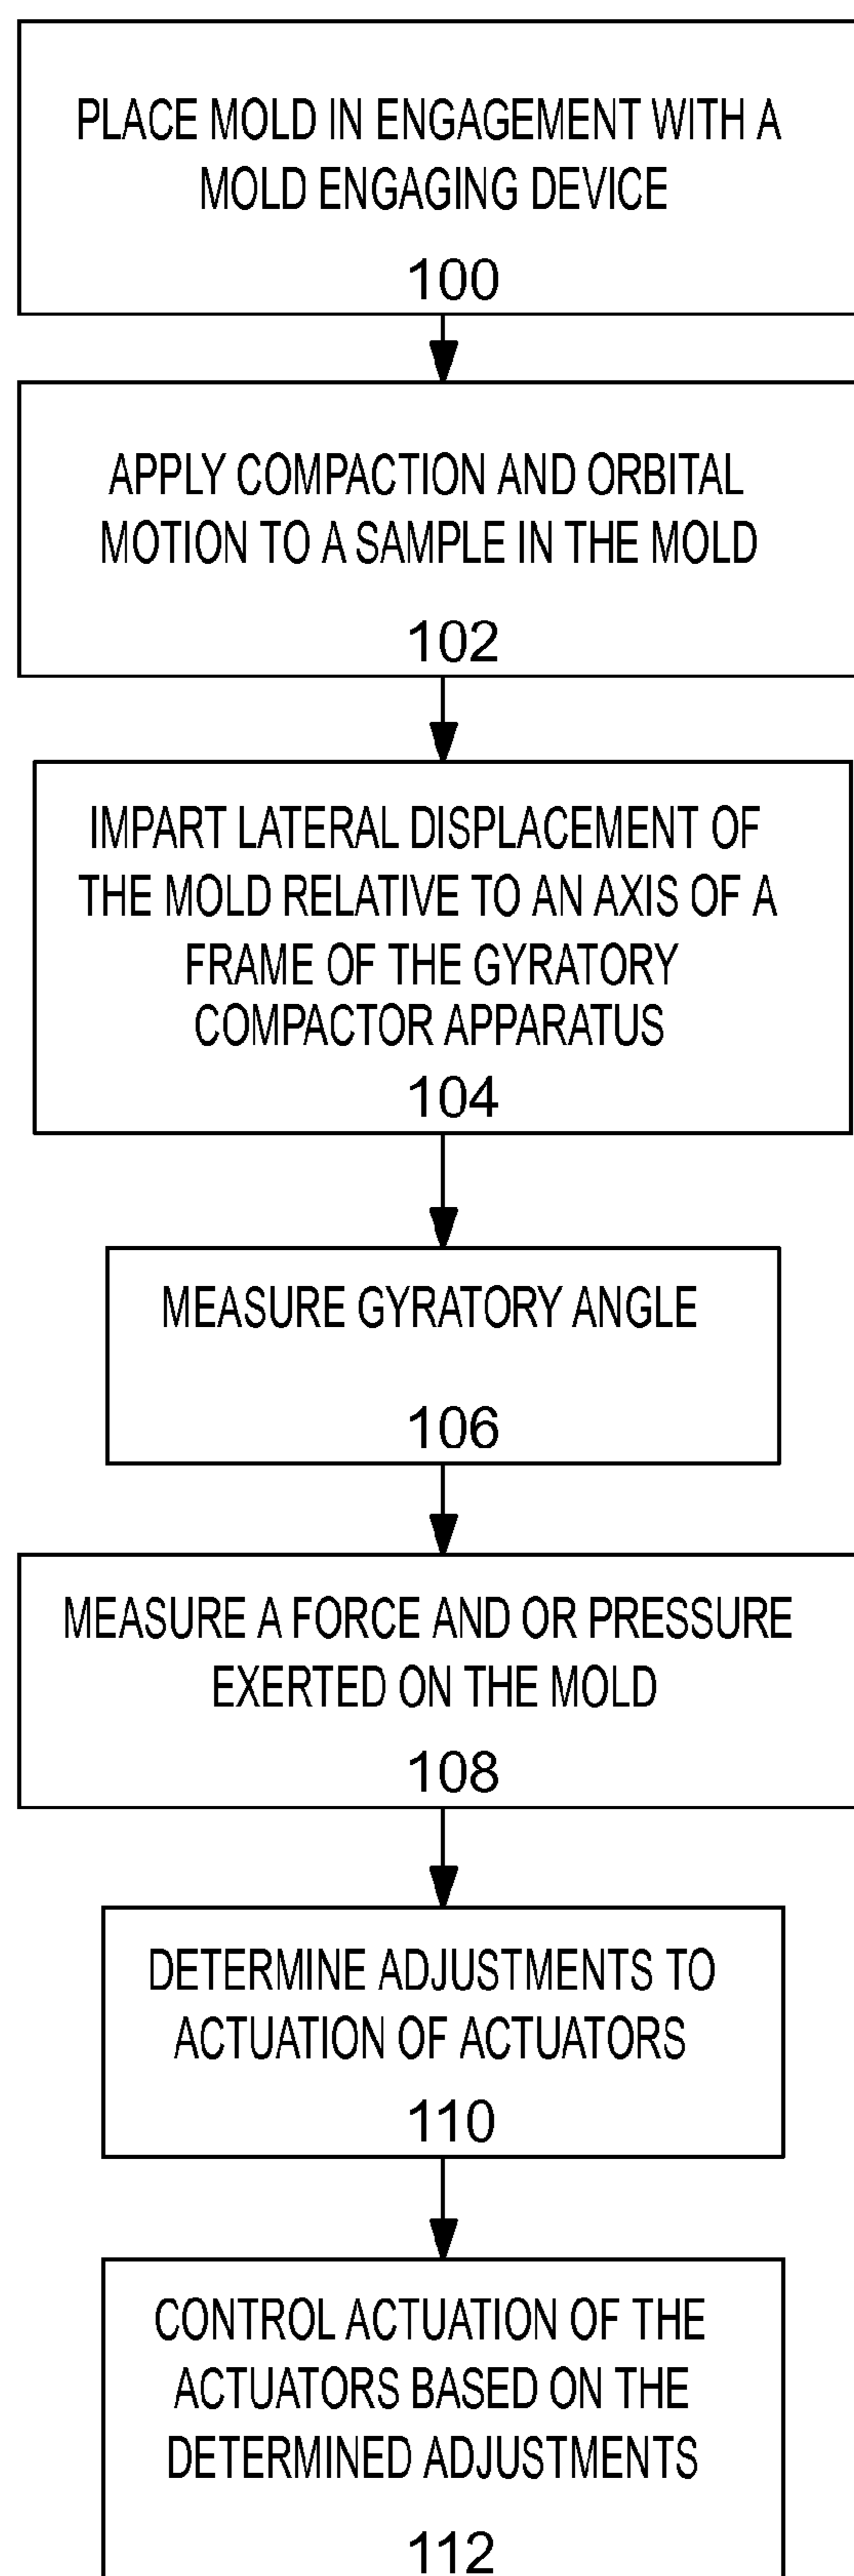 PLACE MOLD IN ENGAGEMENT WITH A
MOLD ENGAGING DEVICE
100
APPLY COMPACTION AND ORBITAL
MOTION TO A SAMPLE IN THE MOLD
102
IMPART LATERAL DISPLACEMENT OF
THE MOLD RELATIVE TO AN AXIS OF A
FRAME OF THE GYRATORY
COMPACTOR APPARATUS
104
MEASURE GYRATORY ANGLE
106
MEASURE A FORCE AND OR PRESSURE
EXERTED ON THE MOLD
108
DETERMINE ADJUSTMENTS TO
ACTUATION OF ACTUATORS
110
CONTROL ACTUATION OF THE
ACTUATORS BASED ON THE
DETERMINED ADJUSTMENTS
112